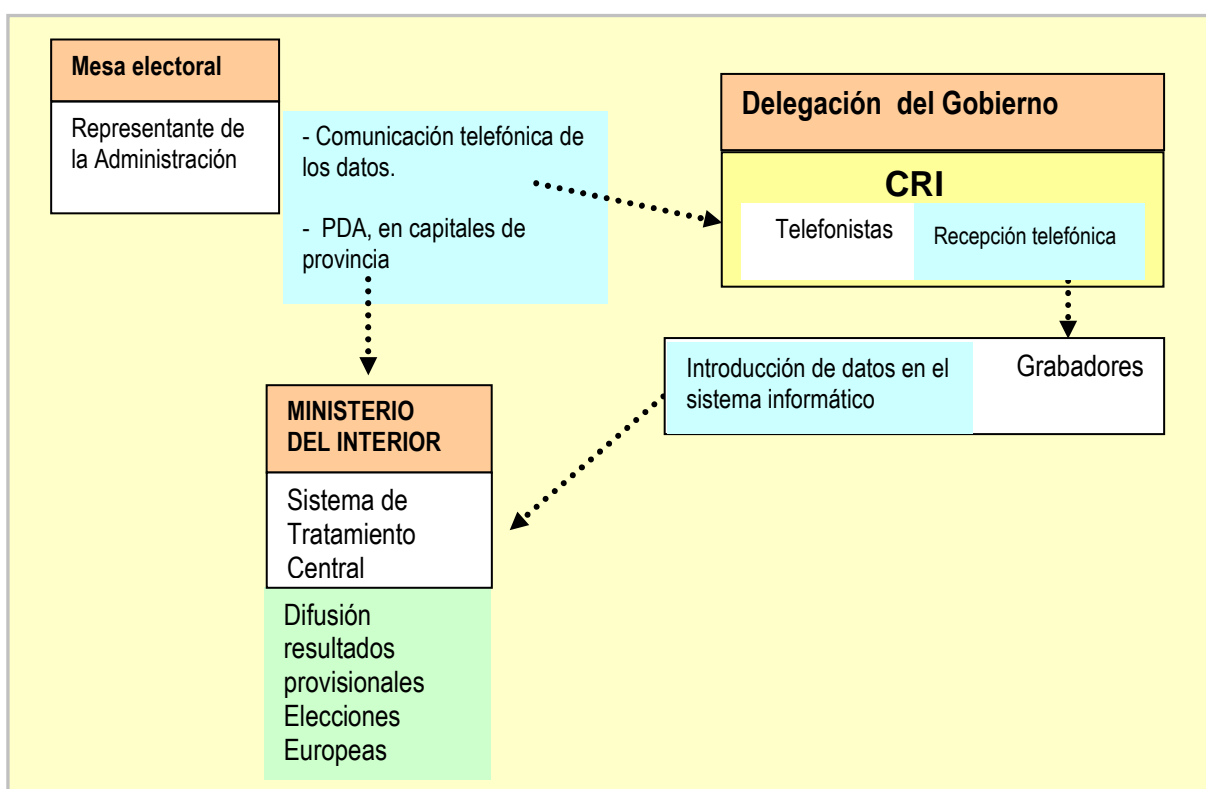 Mesa electoral
Representante de
la Administración
- Comunicación telefónica de
los datos.
- PDA, en capitales de
provincia
Delegación del Gobierno
CRI
Telefonistas
Recepción telefónica
Introducción de datos en el
sistema informático
Grabadores
MINISTERIO
DEL INTERIOR
Sistema de
Tratamiento
Central
Difusión
resultados
provisionales
Elecciones
Europeas